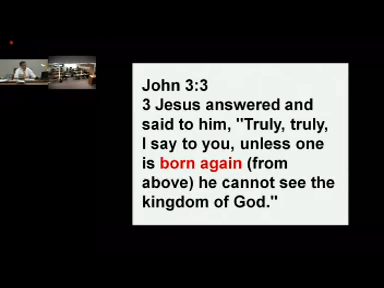 John 3:3
3 Jesus answered and
said to him, "Truly, truly,
I say to you, unless one
is born again (from
above) he cannot see the
kingdom of God."